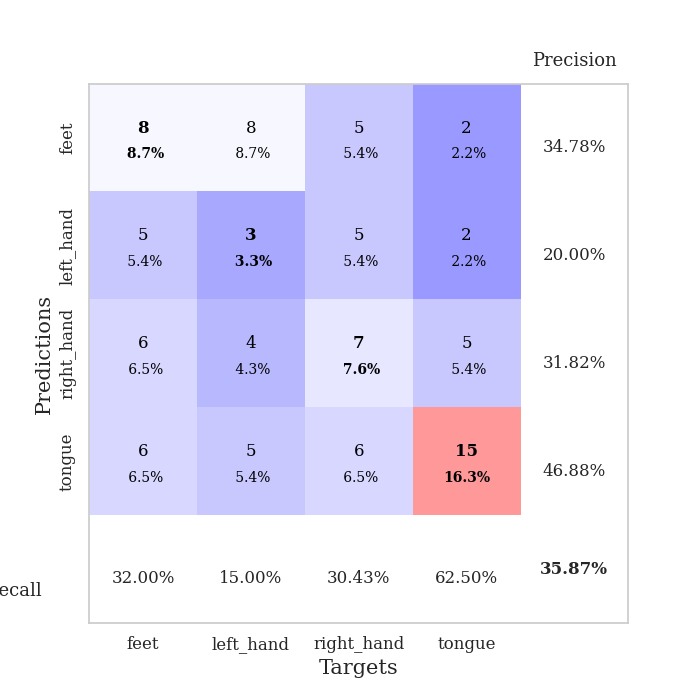 Precision
feet
8 8 5 2 34.78%
8.7% 8.7% 5.4% 2.2%
left_hand
5 3 5 2 20.00%
5.4% 3.3% 5.4% 2.2%
right_hand
6 4 7 5 31.82%
6.5% 4.3% 7.6% 5.4%
tongue
6 5 6 15 46.88%
6.5% 5.4% 6.5% 16.3%
Predictions
ecall 32.00% 15.00% 30.43% 62.50% 35.87%
feet left_hand right_hand tongue
Targets